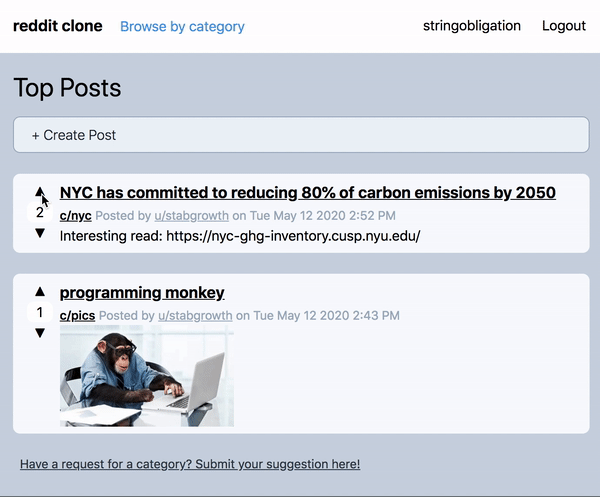 reddit clone Browse by category stringobligation Logout
Top Posts
+ Create Post
▲ NYC has committed to reducing 80% of carbon emissions by 2050
2 c/nyc Posted by u/stabgrowth on Tue May 12 2020 2:52 PM
▼ Interesting read: https://nyc-ghg-inventory.cusp.nyu.edu/
▲ programming monkey
1 c/pics Posted by u/stabgrowth on Tue May 12 2020 2:43 PM
▼
Have a request for a category? Submit your suggestion here!